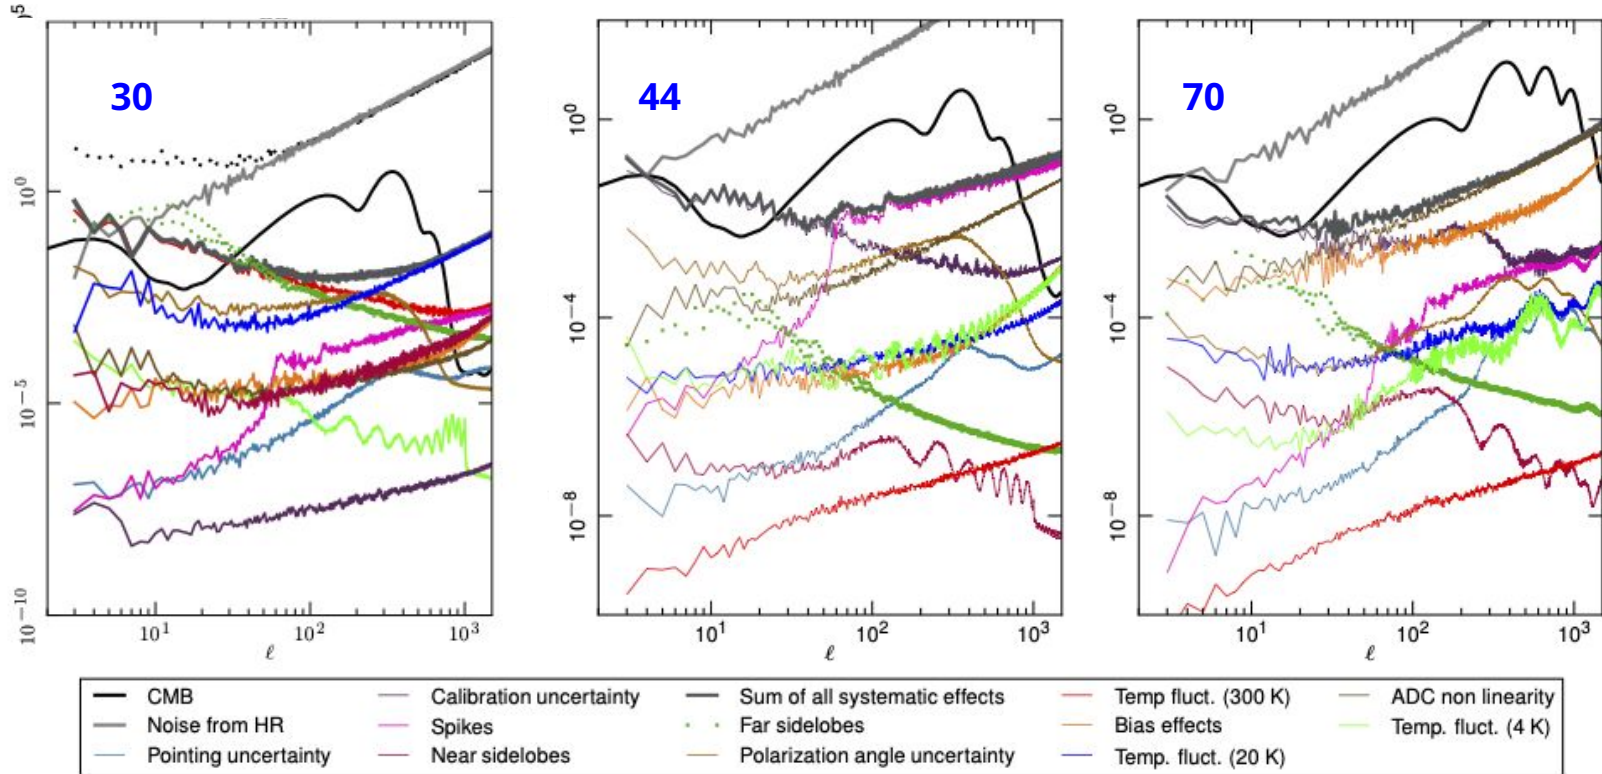 5
30
44
70
10^0
10^-5
10^-10
10^1
10^2
10^3
ℓ
10^0
10^-4
10^-8
10^1
10^2
10^3
ℓ
10^0
10^-4
10^-8
10^1
10^2
10^3
ℓ
CMB
Noise from HR
Pointing uncertainty
Calibration uncertainty
Spikes
Near sidelobes
Sum of all systematic effects
Far sidelobes
Polarization angle uncertainty
Temp fluct. (300 K)
Bias effects
Temp. fluct. (20 K)
ADC non linearity
Temp. fluct. (4 K)